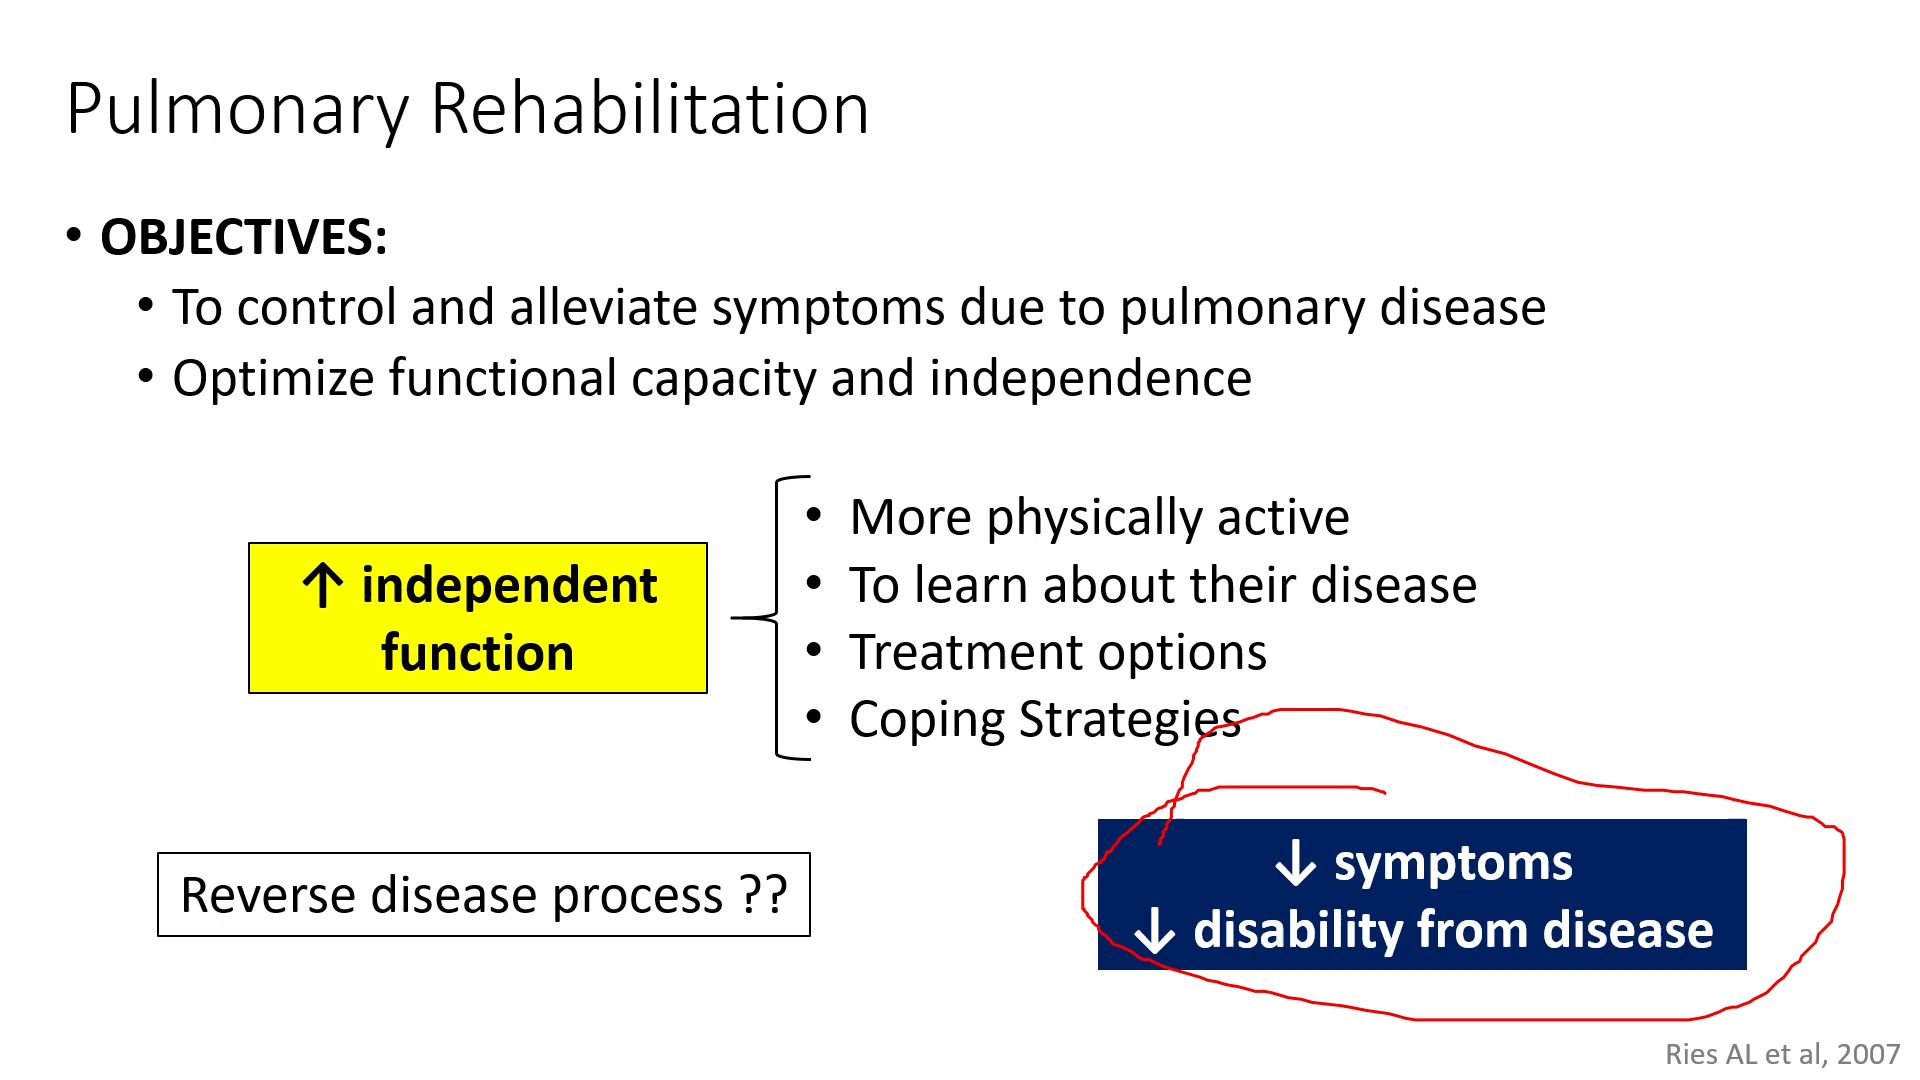 Pulmonary Rehabilitation
• OBJECTIVES:
• To control and alleviate symptoms due to pulmonary disease
• Optimize functional capacity and independence
↑ independent
function
• More physically active
• To learn about their disease
• Treatment options
• Coping Strategies
Reverse disease process ??
↓ symptoms
↓ disability from disease
Ries AL et al, 2007